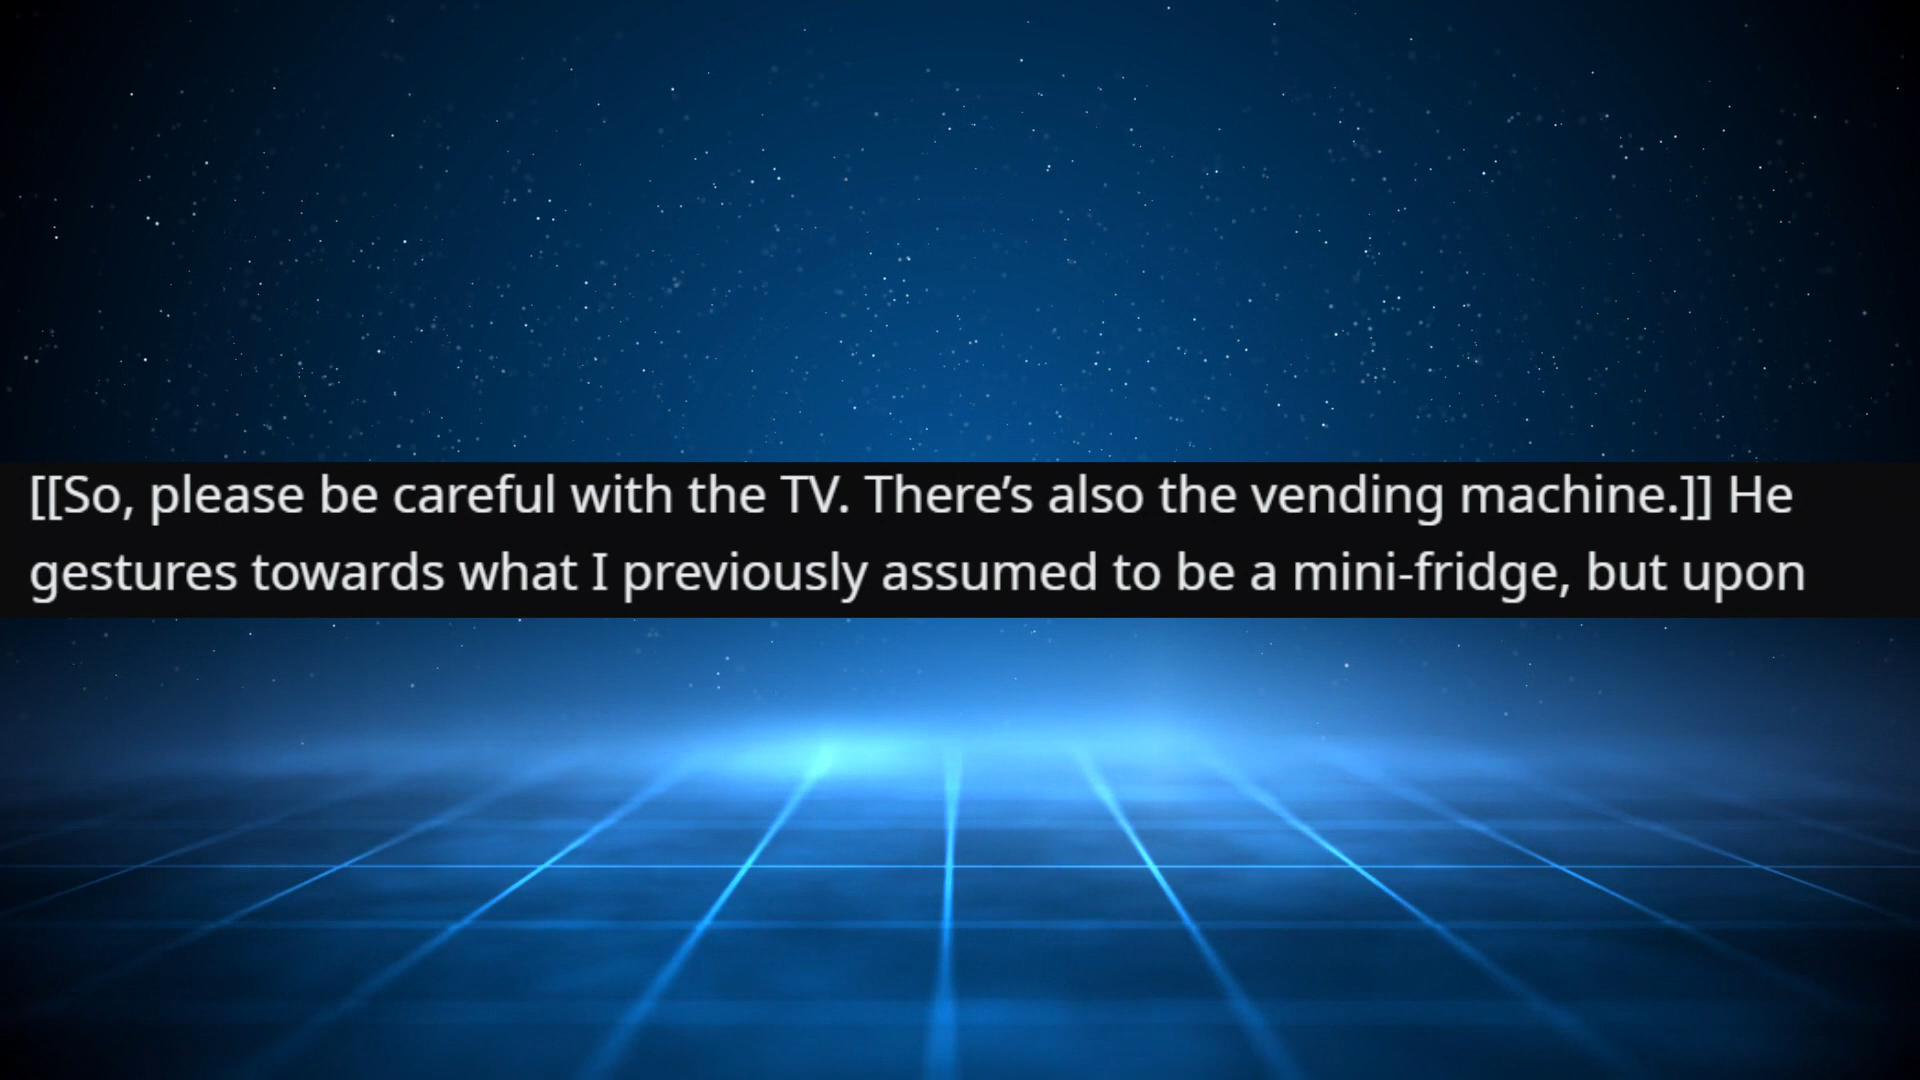 [[So, please be careful with the TV. There’s also the vending machine.]] He
gestures towards what I previously assumed to be a mini-fridge, but upon